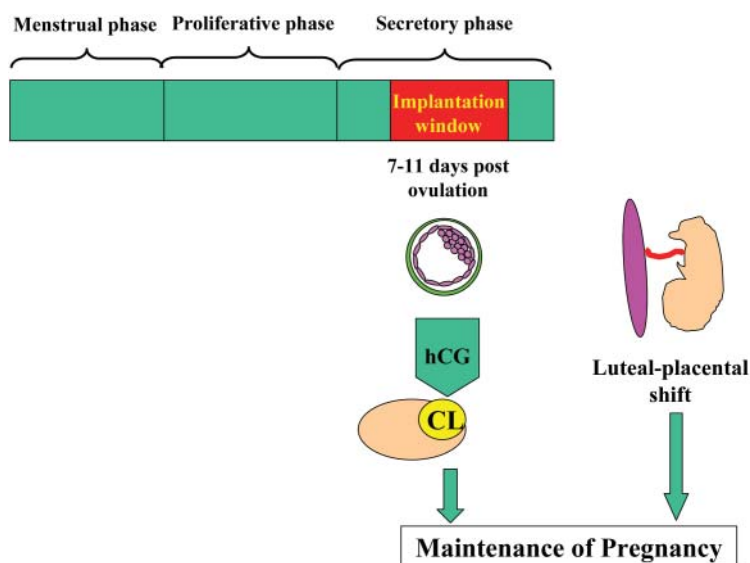 Menstrual phase
Proliferative phase
Secretory phase
Implantation
window
7-11 days post
ovulation
hCG
CL
Luteal-placental
shift
Maintenance of Pregnancy